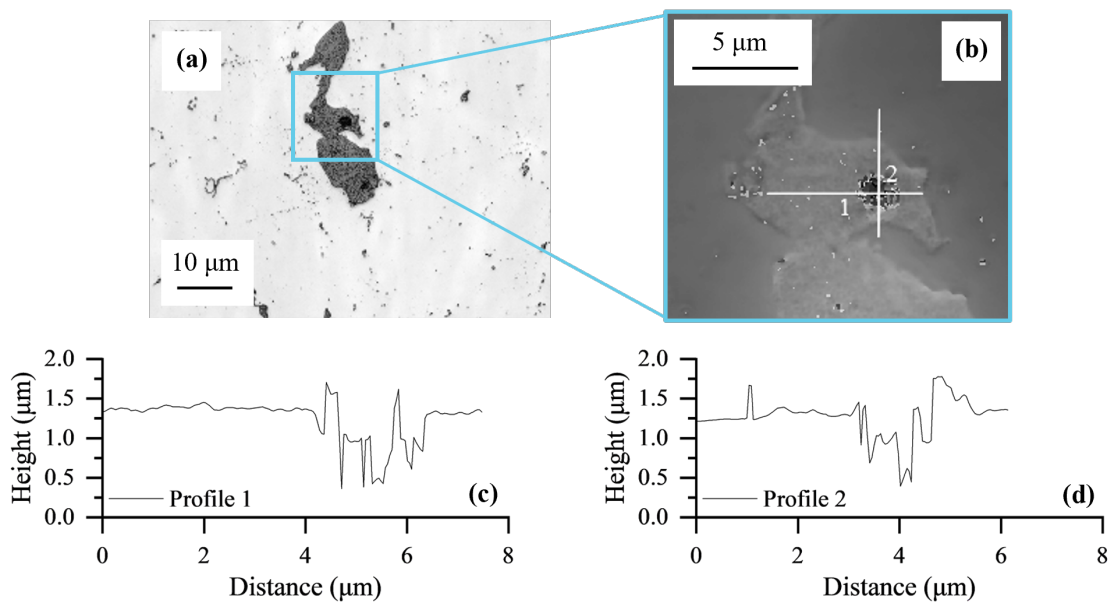 (a)
10 μm
5 μm
(b)
2
1
2.0
1.5
1.0
0.5
0.0
Height (μm)
Profile 1
(c)
0
2
4
6
8
Distance (μm)
2.0
1.5
1.0
0.5
0.0
Height (μm)
Profile 2
(d)
0
2
4
6
8
Distance (μm)